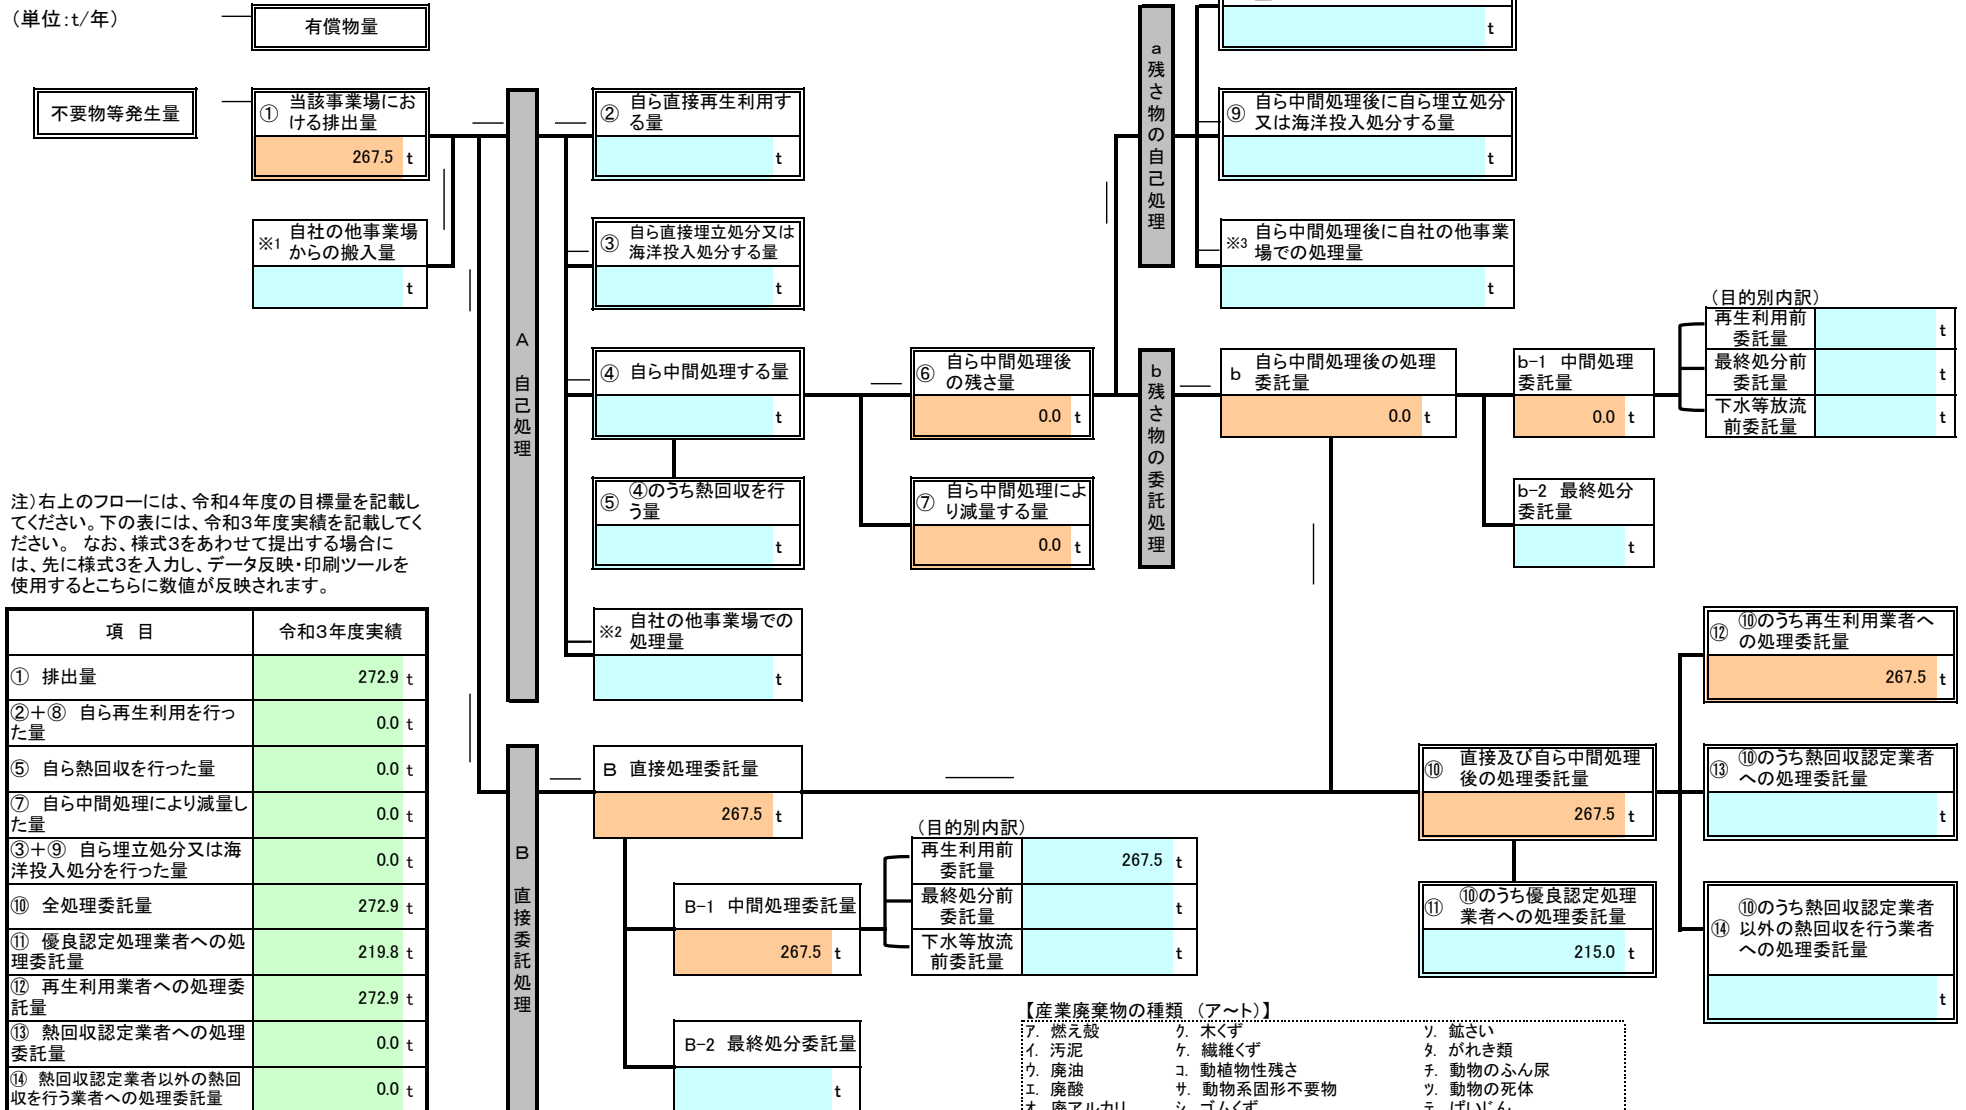 （単位：t/年）
有償物量
不要物等発生量
① 当該事業場にお
ける排出量
267.5 t
※1 自社の他事業場
からの搬入量
t
A 自己処理
② 自ら直接再生利用す
る量
t
③ 自ら直接埋立処分又は
海洋投入処分する量
t
④ 自ら中間処理する量
t
⑤ ④のうち熱回収を行
う量
t
※2 自社の他事業場での
処理量
t
⑥ 自ら中間処理後
の残さ量
0.0 t
⑦ 自ら中間処理によ
り減量する量
0.0 t
a 残さ物の自己処理
t
⑨ 自ら中間処理後に自ら埋立処分
又は海洋投入処分する量
t
※3 自ら中間処理後に自社の他事業
場での処理量
t
b 残さ物の委託処理
b 自ら中間処理後の処理
委託量
0.0 t
b-1 中間処理
委託量
0.0 t
b-2 最終処分
委託量
t
（目的別内訳）
再生利用前
委託量
t
最終処分前
委託量
t
下水等放流
前委託量
t
注）右上のフローには、令和４年度の目標量を記載し
てください。下の表には、令和３年度実績を記載してく
ださい。 なお、様式３をあわせて提出する場合に
は、先に様式３を入力し、データ反映・印刷ツールを
使用するとこちらに数値が反映されます。
項 目 令和３年度実績
① 排出量 272.9 t
②＋⑧ 自ら再生利用を行っ
た量 0.0 t
⑤ 自ら熱回収を行った量 0.0 t
⑦ 自ら中間処理により減量し
た量 0.0 t
③＋⑨ 自ら埋立処分又は海
洋投入処分を行った量 0.0 t
⑩ 全処理委託量 272.9 t
⑪ 優良認定処理業者への処
理委託量 219.8 t
⑫ 再生利用業者への処理委
託量 272.9 t
⑬ 熱回収認定業者への処理
委託量 0.0 t
⑭ 熱回収認定業者以外の熱回
収を行う業者への処理委託量 0.0 t
B 直接委託処理
B 直接処理委託量
267.5 t
B-1 中間処理委託量
267.5 t
B-2 最終処分委託量
t
（目的別内訳）
再生利用前
委託量
267.5 t
最終処分前
委託量
t
下水等放流
前委託量
t
⑩ 直接及び自ら中間処理
後の処理委託量
267.5 t
⑪ ⑩のうち優良認定処理
業者への処理委託量
215.0 t
⑫ ⑩のうち再生利用業者へ
の処理委託量
267.5 t
⑬ ⑩のうち熱回収認定業者
への処理委託量
t
⑭ ⑩のうち熱回収認定業者
以外の熱回収を行う業者
への処理委託量
t
【産業廃棄物の種類 （ア～ト）】
ｱ. 燃え殻 ｸ. 木くず ｿ. 鉱さい
ｲ. 汚泥 ｹ. 繊維くず ﾀ. がれき類
ｳ. 廃油 ｺ. 動植物性残さ ﾁ. 動物のふん尿
ｴ. 廃酸 ｻ. 動物系固形不要物 ﾂ. 動物の死体
ｵ. 廃アルカリ ｼ. ゴムくず ﾃ. ばいじん